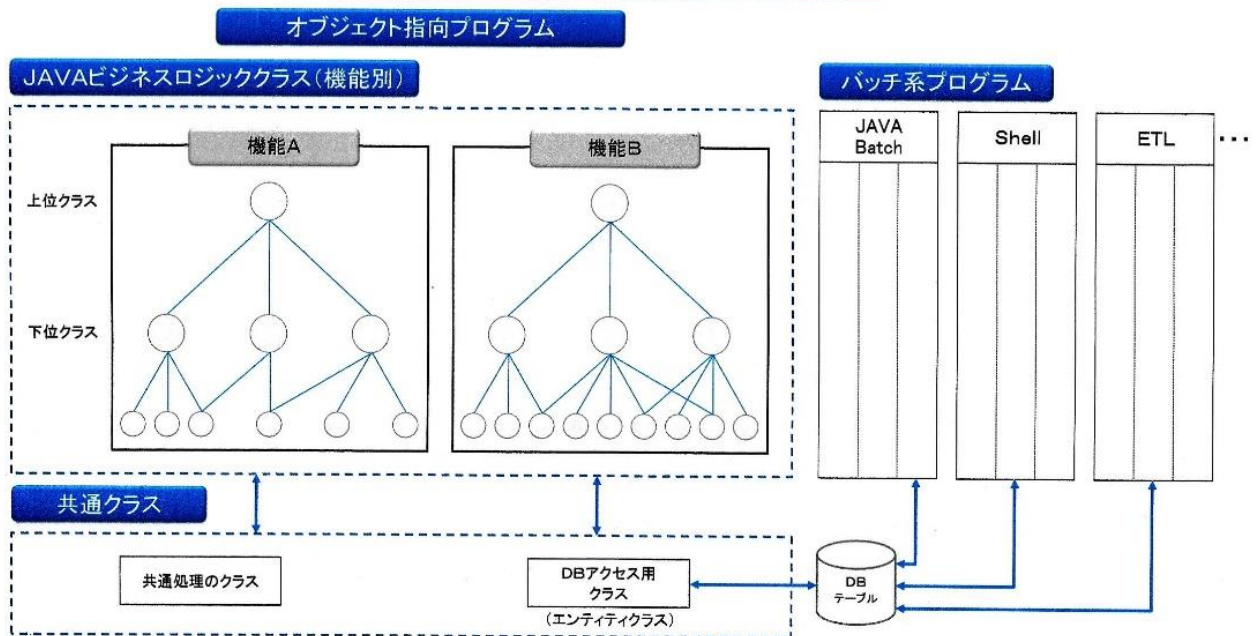 オブジェクト指向プログラム
JAVAビジネスロジッククラス(機能別)
バッチ系プログラム
機能A
機能B
JAVA
Batch
Shell
ETL
･･･
上位クラス
下位クラス
共通クラス
共通処理のクラス
DBアクセス用
クラス
(エンティティクラス)
DB
テーブル